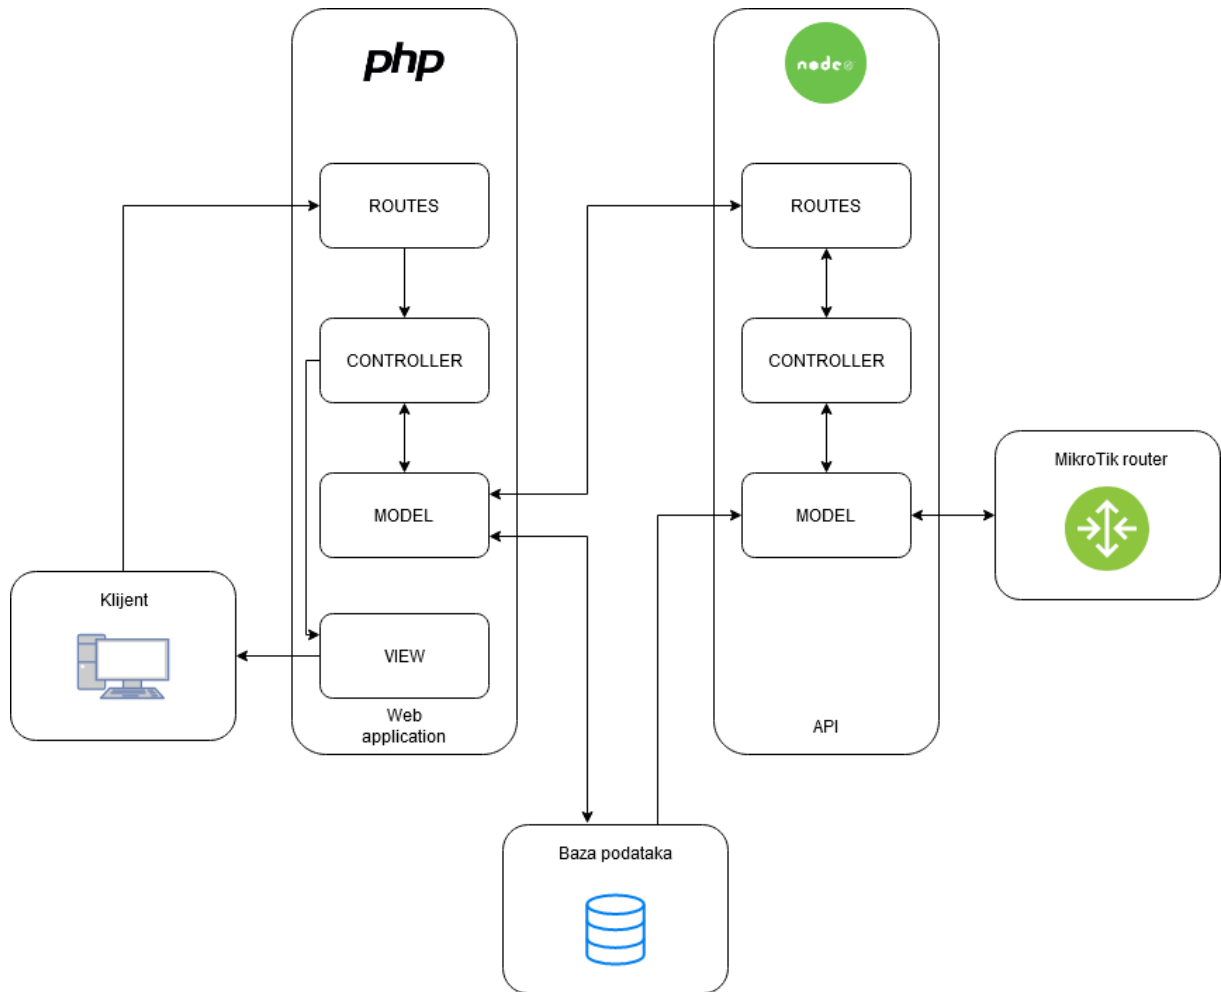 php
node
ROUTES
CONTROLLER
MODEL
VIEW
Web
application
ROUTES
CONTROLLER
MODEL
API
MikroTik router
Klijent
Baza podataka